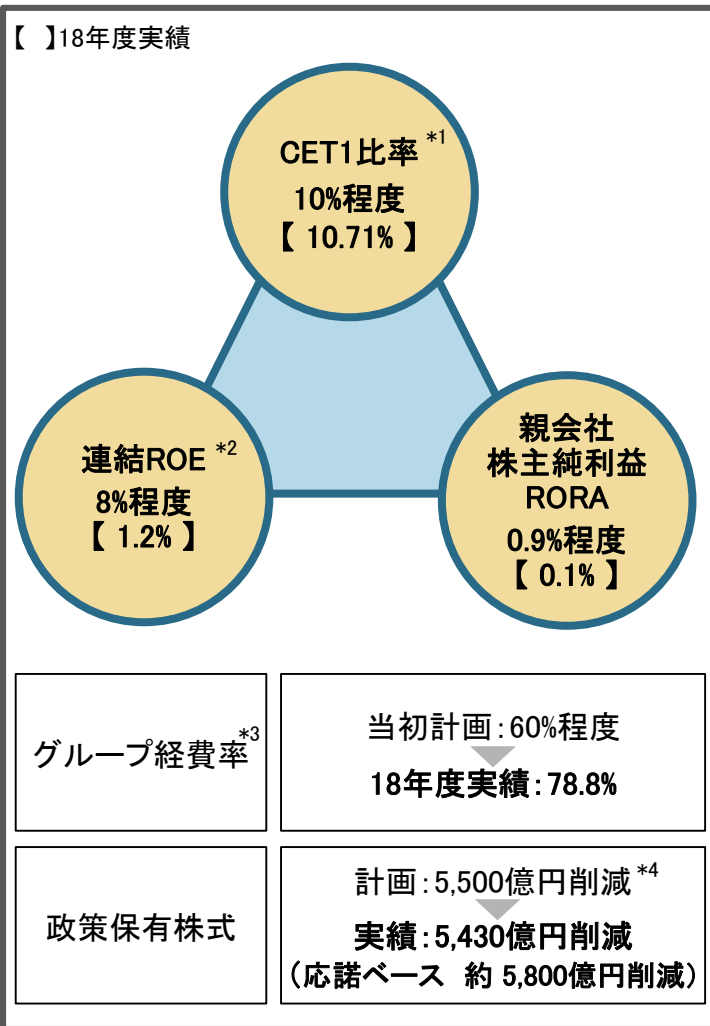 【 】18年度実績
CET1比率 *1
10%程度
【 10.71% 】
連結ROE *2
8%程度
【 1.2% 】
親会社
株主純利益
RORA
0.9%程度
【 0.1% 】
グループ経費率*3
当初計画：60%程度
18年度実績：78.8%
政策保有株式
計画：5,500億円削減*4
実績：5,430億円削減
（応諾ベース 約 5,800億円削減）